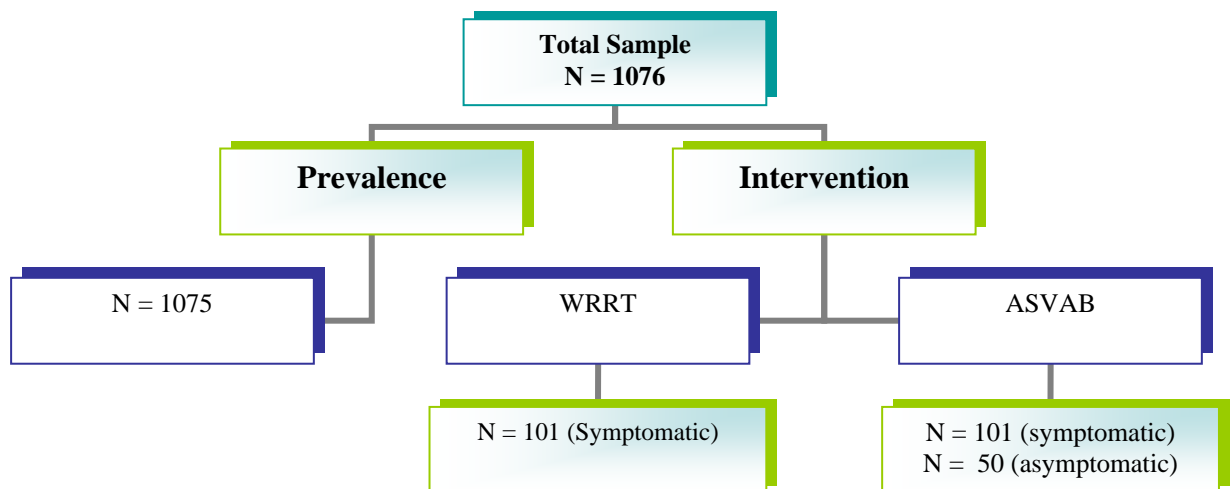 Total Sample
N = 1076
Prevalence
Intervention
N = 1075
WRRT
ASVAB
N = 101 (Symptomatic)
N = 101 (symptomatic)
N = 50 (asymptomatic)